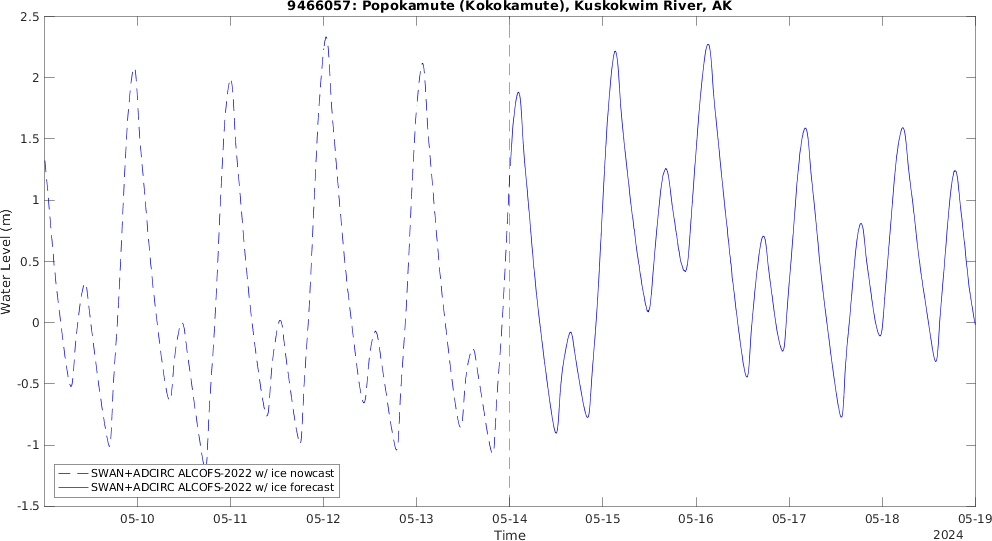 9466057: Popokamute (Kokokamute), Kuskokwim River, AK
2.5
2
1.5
1
0.5
0
-0.5
-1
-1.5
Water Level (m)
SWAN+ADCIRC ALCOFS-2022 w/ ice nowcast
SWAN+ADCIRC ALCOFS-2022 w/ ice forecast
05-10 05-11 05-12 05-13 05-14 05-15 05-16 05-17 05-18 05-19
Time
2024